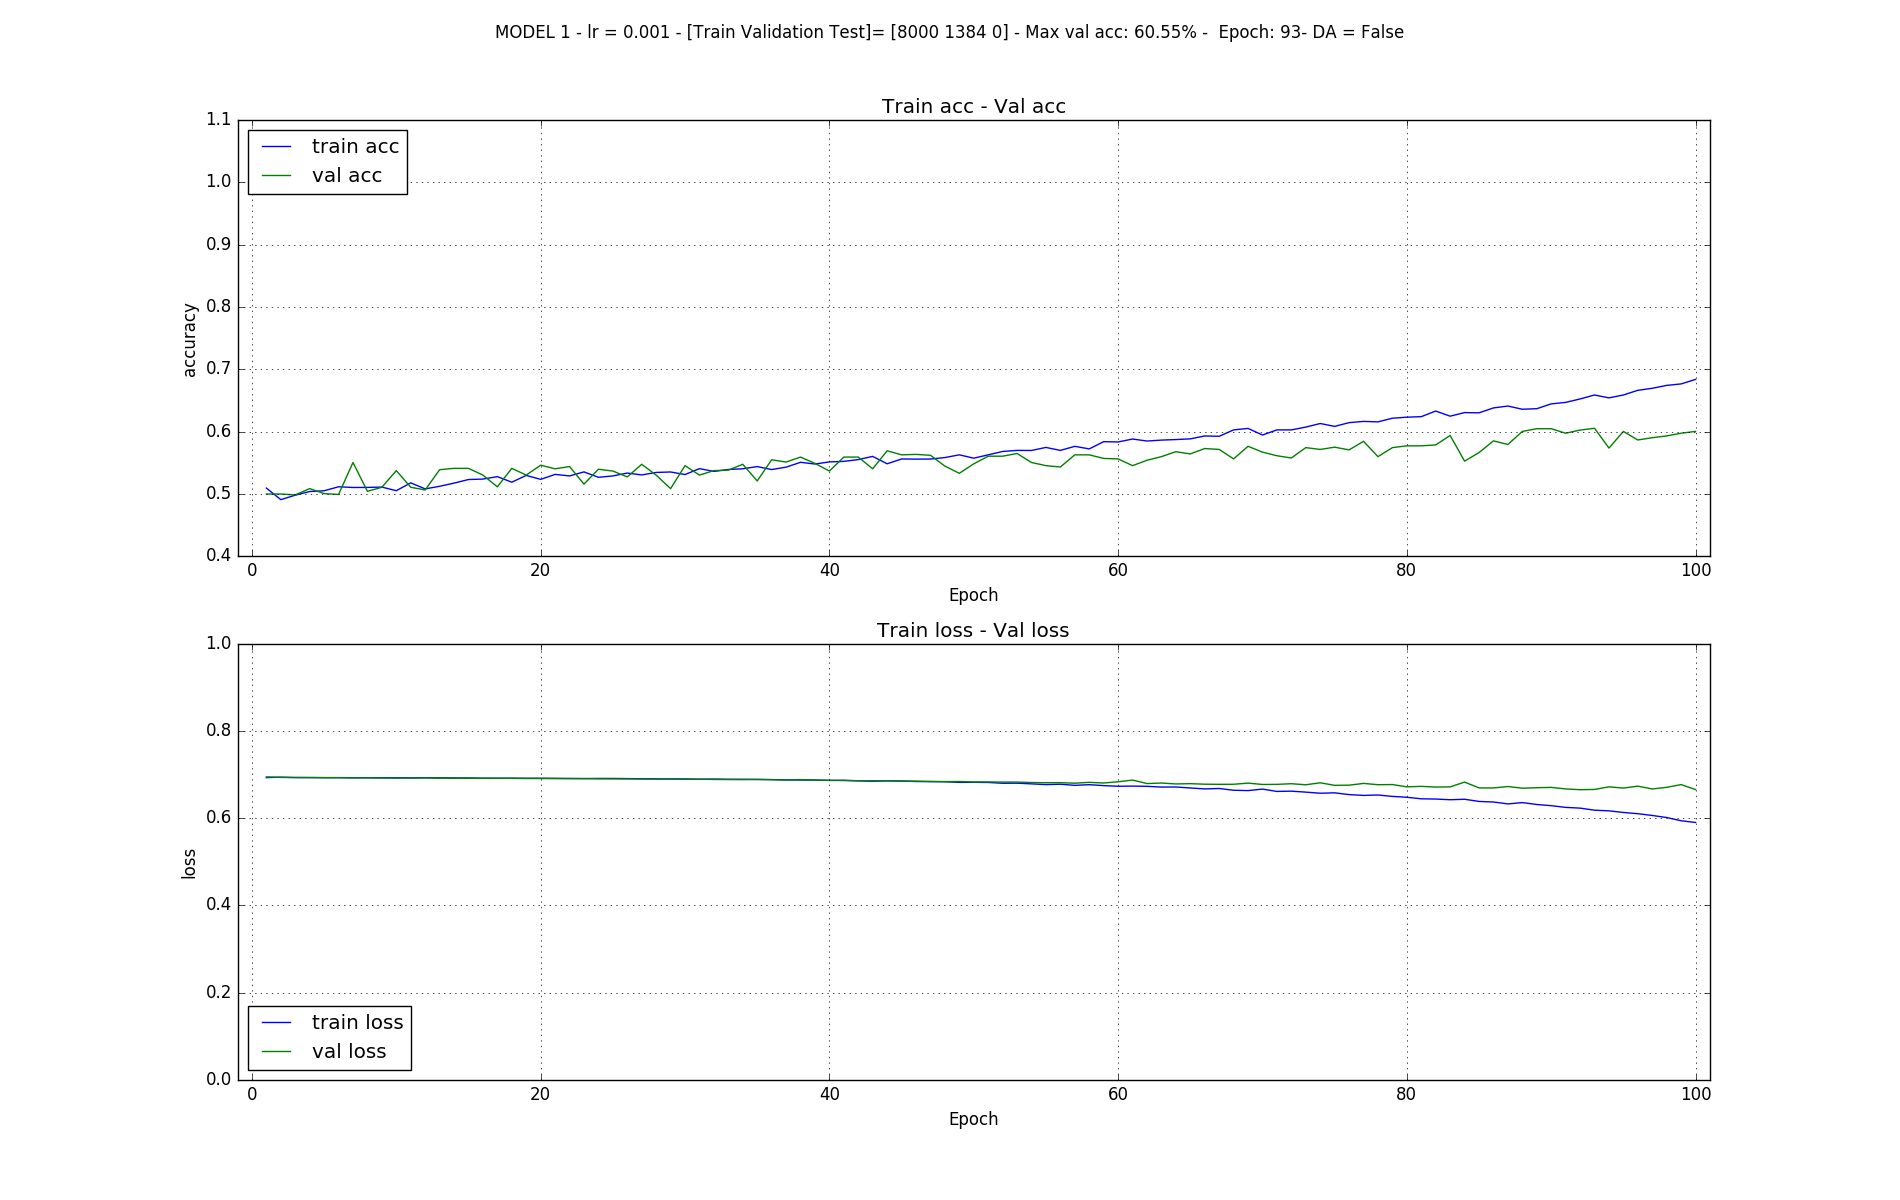 MODEL 1 - lr = 0.001 - [Train Validation Test]= [8000 1384 0] - Max val acc: 60.55% -  Epoch: 93- DA = False
Train acc - Val acc
1.1
1.0
0.9
0.8
0.7
0.6
0.5
0.4
accuracy
train acc
val acc
0 20 40 60 80 100
Epoch
Train loss - Val loss
1.0
0.8
0.6
0.4
0.2
0.0
loss
train loss
val loss
0 20 40 60 80 100
Epoch